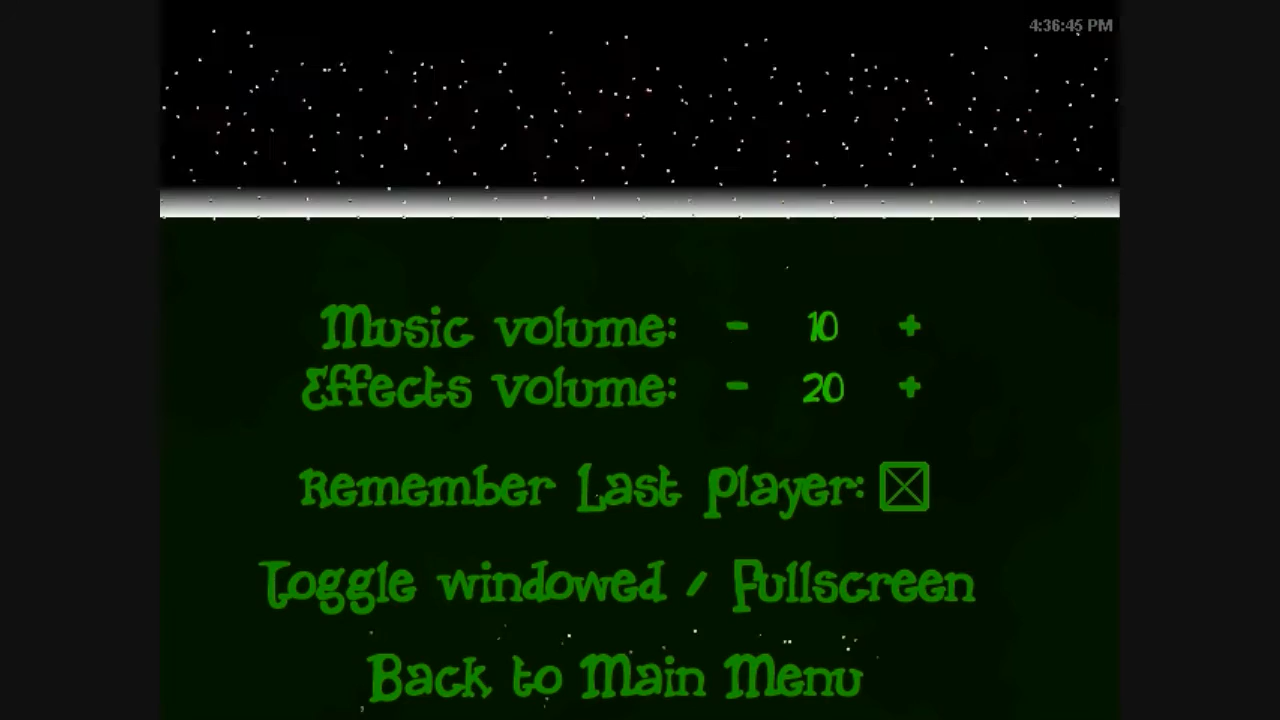 4:36:45 PM
Music volume: - 10 +
Effects volume: - 20 +
Remember Last Player:
Toggle windowed / Fullscreen
Back to Main Menu